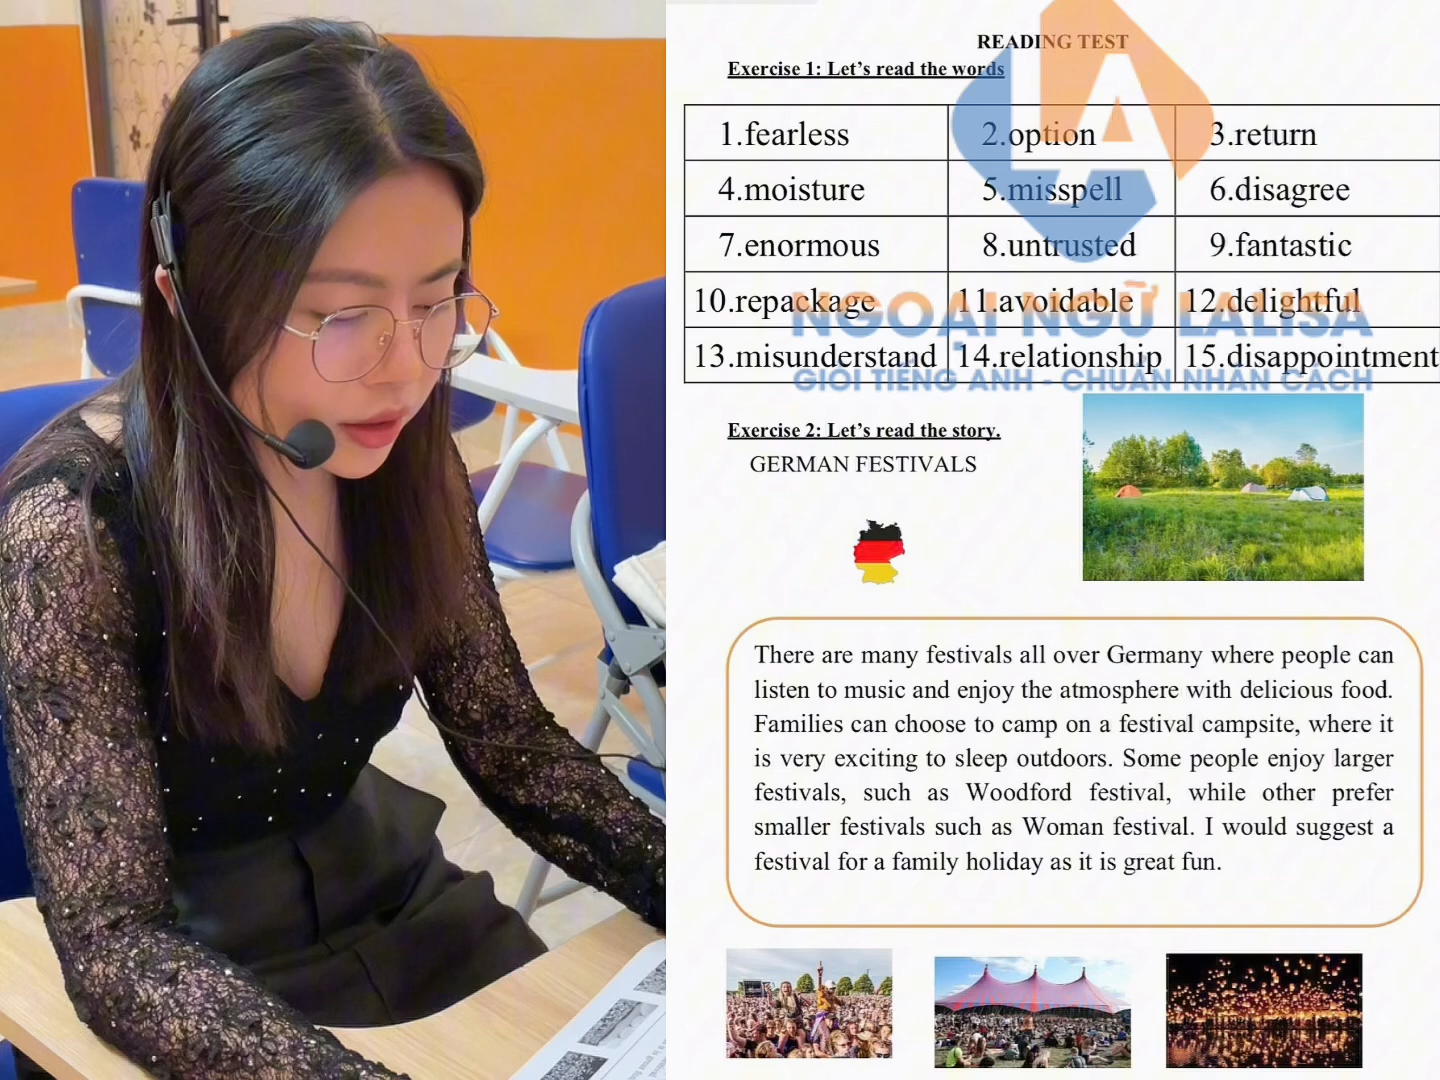 READING TEST
Exercise 1: Let’s read the words
1.fearless 2.option 3.return
4.moisture 5.misspell 6.disagree
7.enormous 8.untrusted 9.fantastic
10.repackage 11.avoidable 12.delightful
13.misunderstand 14.relationship 15.disappointment
NGOẠI NGỮ LALISA
GIỎI TIẾNG ANH - CHUẨN NHÂN CÁCH
Exercise 2: Let’s read the story.
GERMAN FESTIVALS
There are many festivals all over Germany where people can
listen to music and enjoy the atmosphere with delicious food.
Families can choose to camp on a festival campsite, where it
is very exciting to sleep outdoors. Some people enjoy larger
festivals, such as Woodford festival, while other prefer
smaller festivals such as Woman festival. I would suggest a
festival for a family holiday as it is great fun.